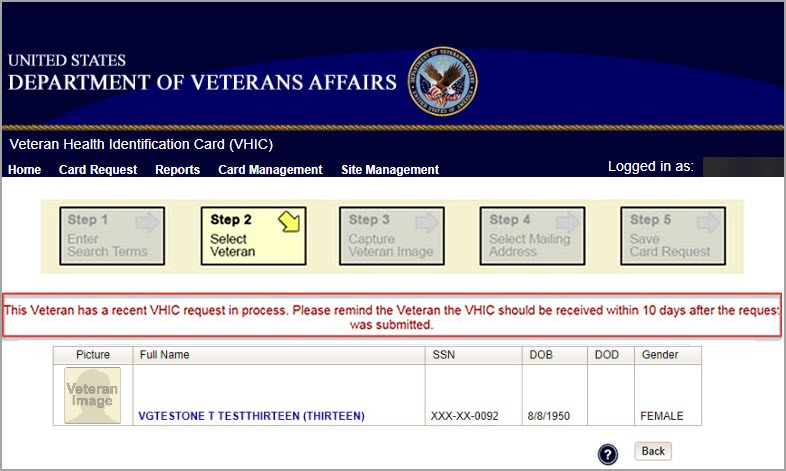 UNITED STATES
DEPARTMENT OF VETERANS AFFAIRS
Veteran Health Identification Card (VHIC)
Home Card Request Reports Card Management Site Management Logged in as:
Step 1
Enter
Search Terms
Step 2
Select
Veteran
Step 3
Capture
Veteran Image
Step 4
Select Mailing
Address
Step 5
Save
Card Request
This Veteran has a recent VHIC request in process. Please remind the Veteran the VHIC should be received within 10 days after the request
was submitted.
Picture Full Name SSN DOB DOD Gender
Veteran
Image
VGTESTONE T TESTTHIRTEEN (THIRTEEN) XXX-XX-0092 8/8/1950 FEMALE
? Back